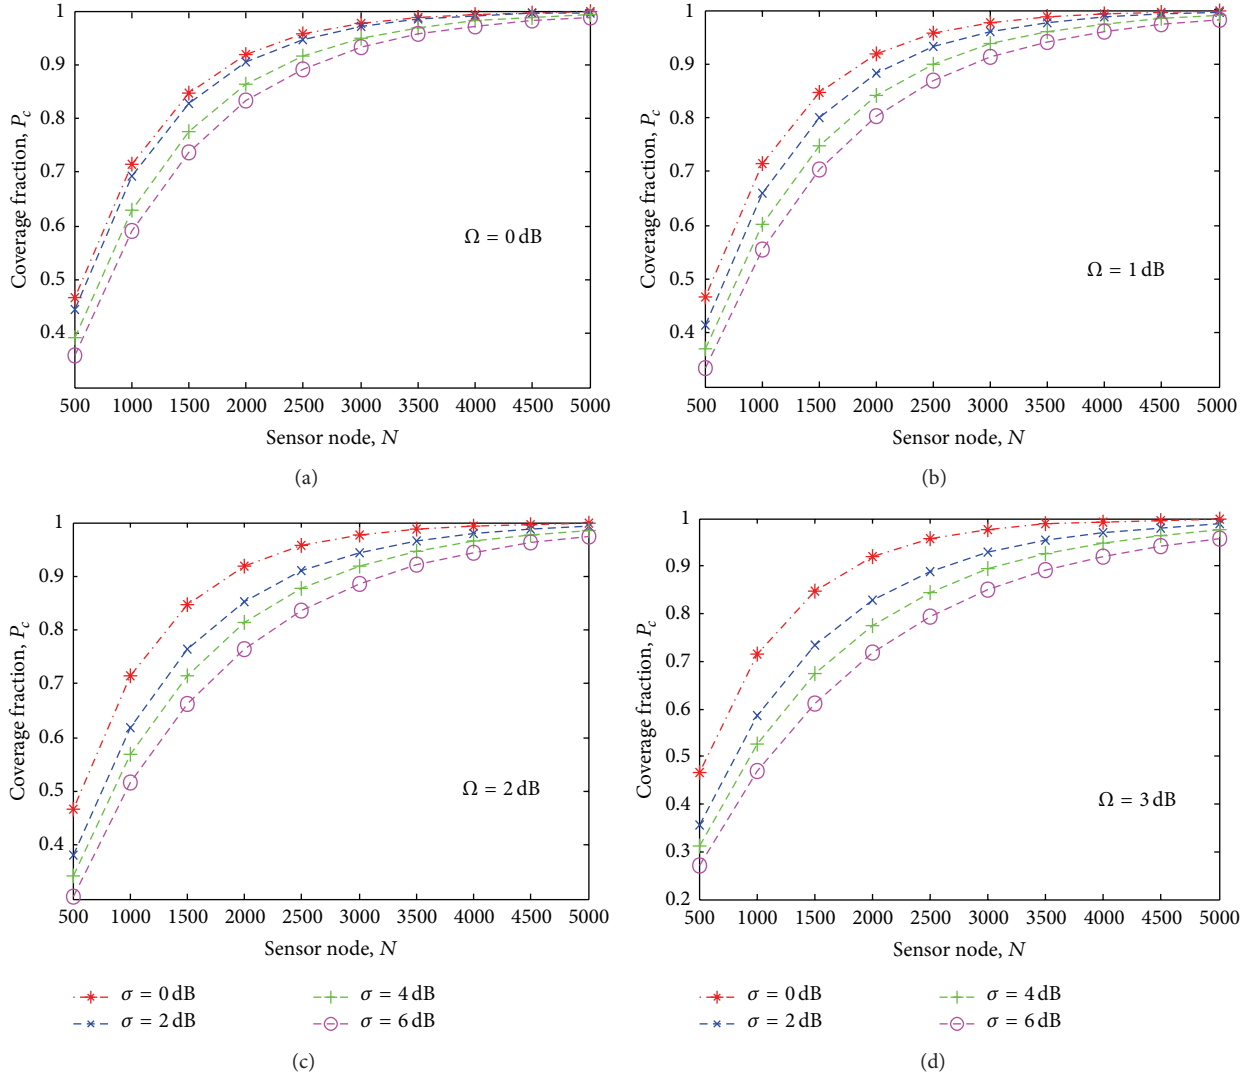 1
0.9
0.8
0.7
0.6
0.5
0.4
Coverage fraction, P_c
Ω = 0 dB
500 1000 1500 2000 2500 3000 3500 4000 4500 5000
Sensor node, N
(a)
1
0.9
0.8
0.7
0.6
0.5
0.4
Coverage fraction, P_c
Ω = 1 dB
500 1000 1500 2000 2500 3000 3500 4000 4500 5000
Sensor node, N
(b)
1
0.9
0.8
0.7
0.6
0.5
0.4
Coverage fraction, P_c
Ω = 2 dB
500 1000 1500 2000 2500 3000 3500 4000 4500 5000
Sensor node, N
σ = 0 dB
σ = 2 dB
σ = 4 dB
σ = 6 dB
(c)
1
0.9
0.8
0.7
0.6
0.5
0.4
0.3
0.2
Coverage fraction, P_c
Ω = 3 dB
500 1000 1500 2000 2500 3000 3500 4000 4500 5000
Sensor node, N
σ = 0 dB
σ = 2 dB
σ = 4 dB
σ = 6 dB
(d)